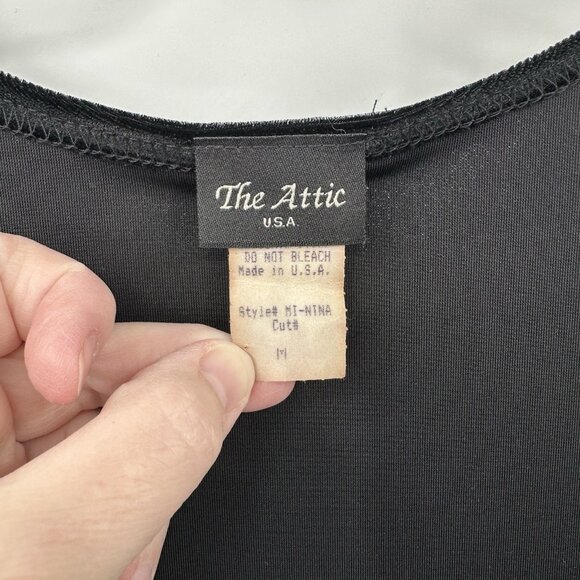 The Attic
U.S.A.
DO NOT BLEACH
Made in U.S.A.
Style# MI-NINA
Cut#
M